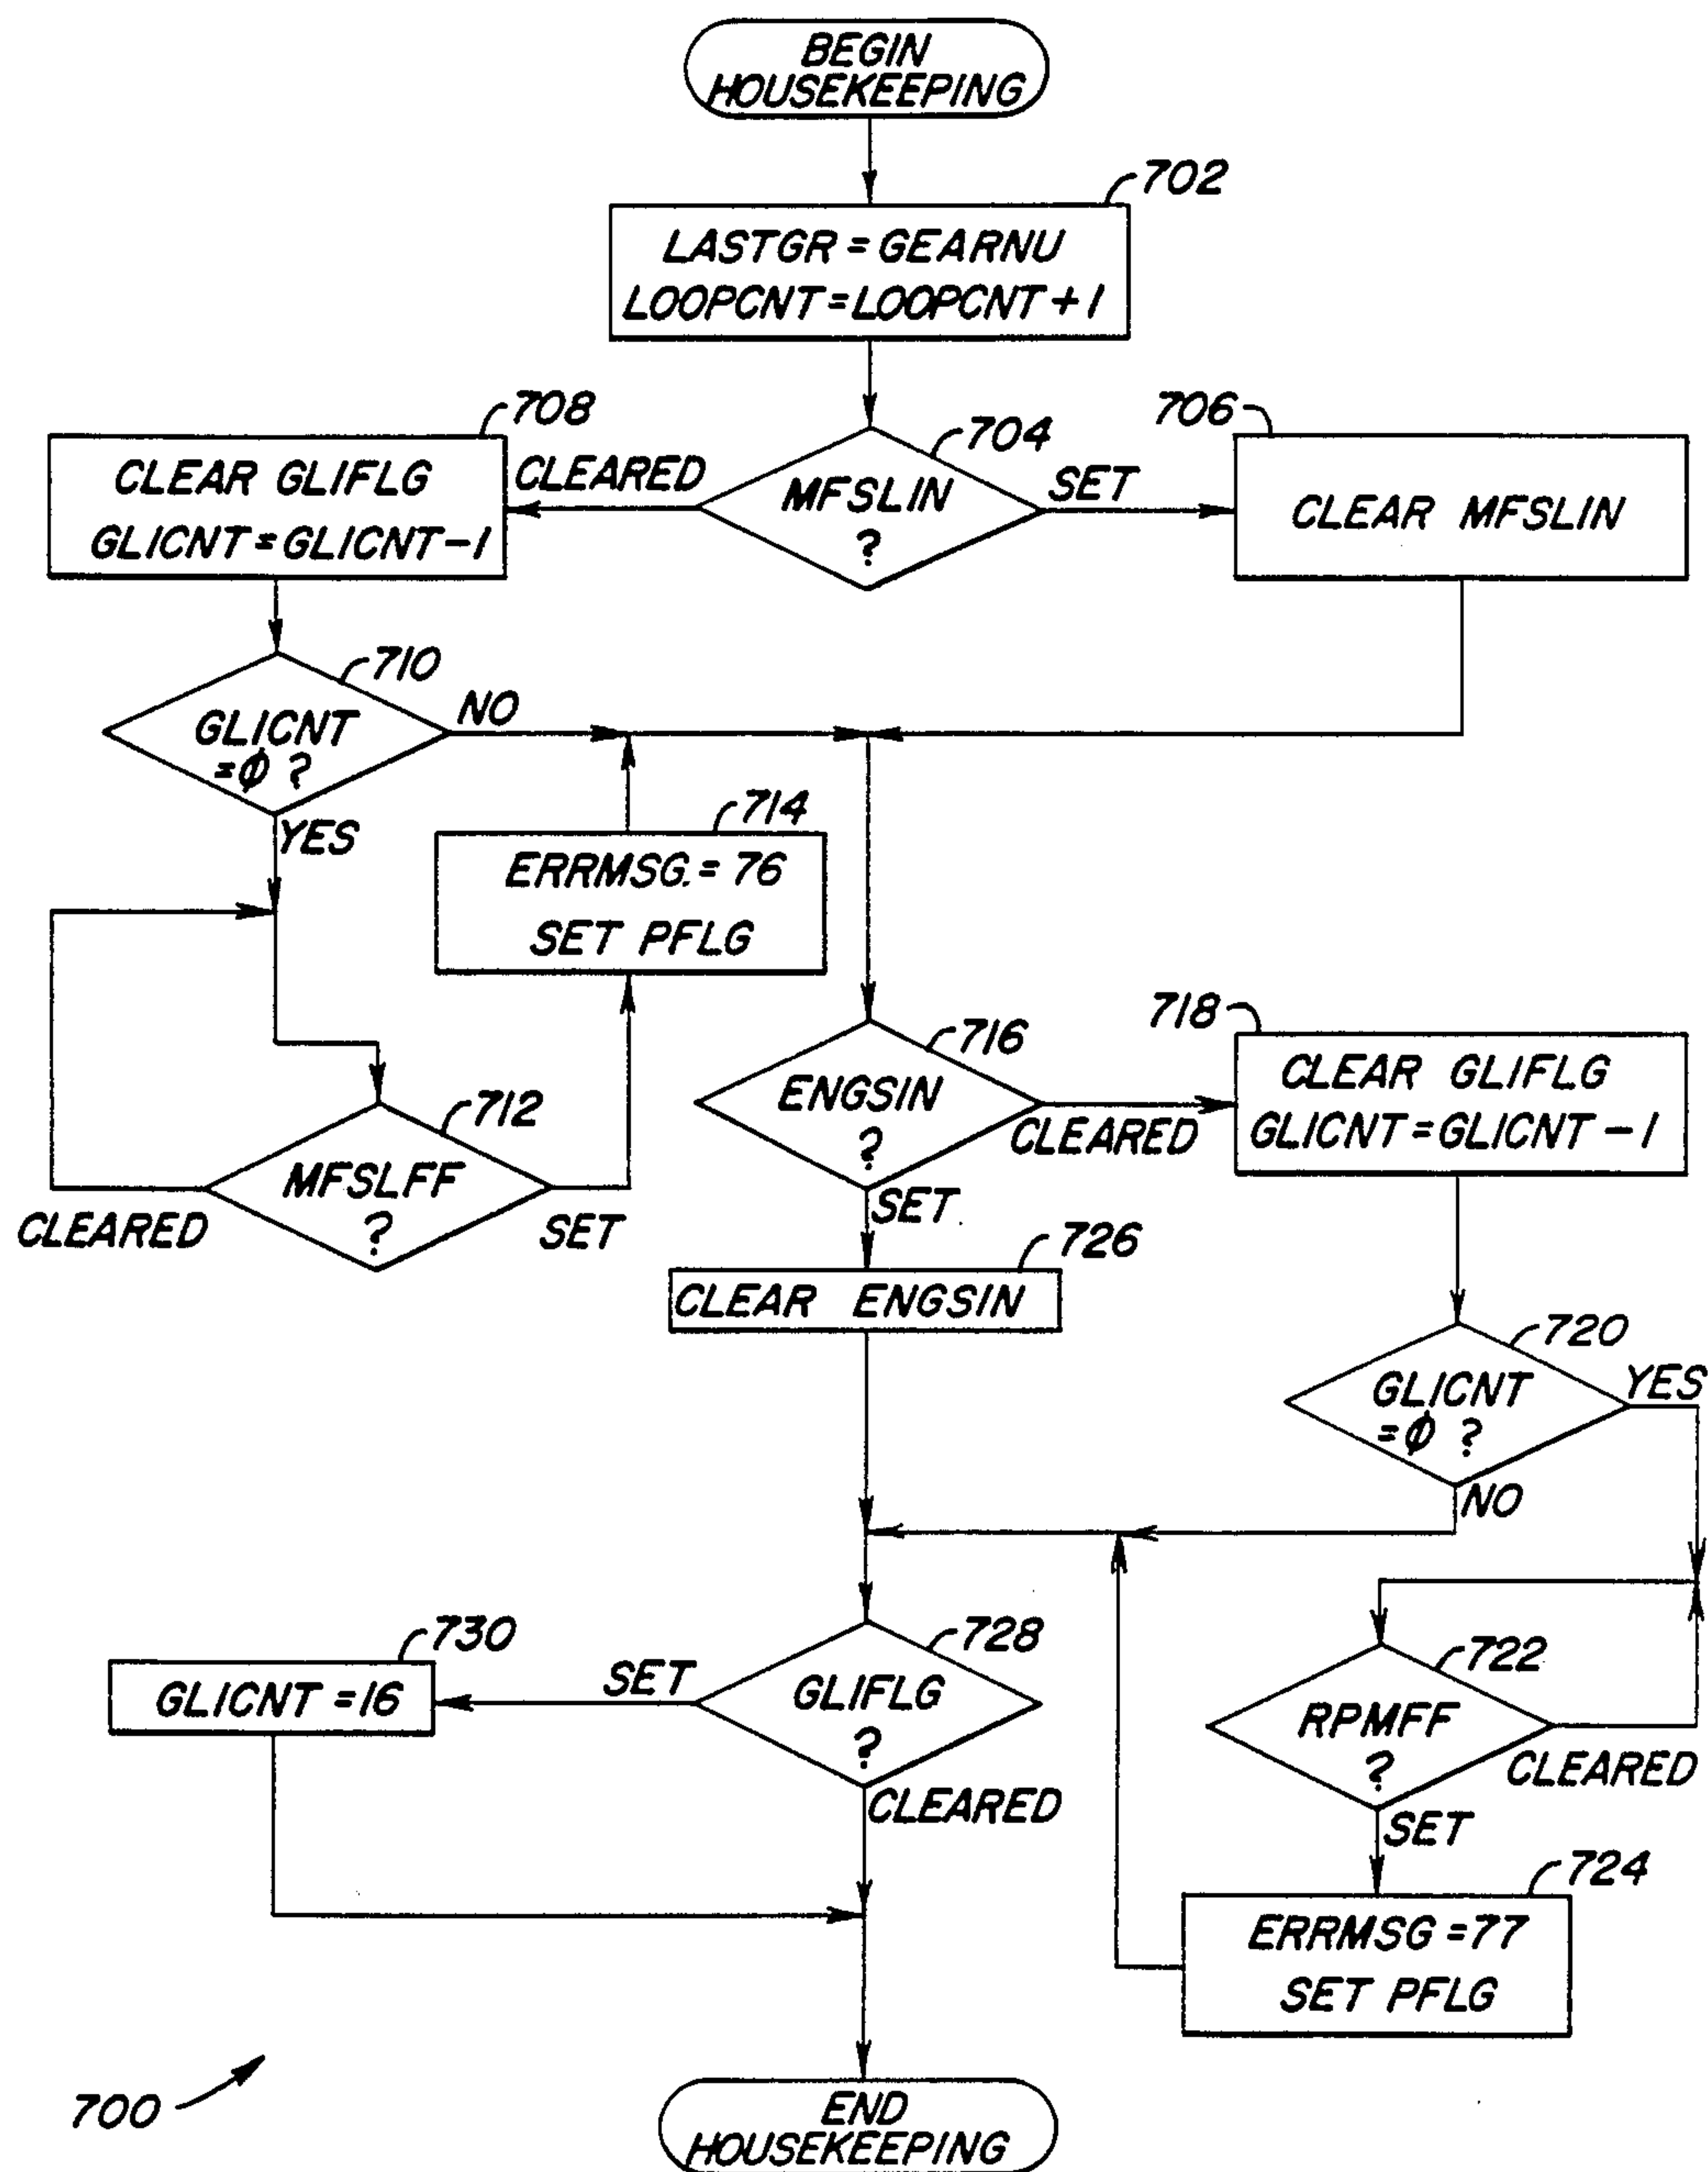 BEGIN
HOUSEKEEPING
702
LASTGR = GEARNU
LOOPCNT = LOOPCNT + 1
708
CLEAR GLIFLG
GLICNT = GLICNT - 1
CLEARED
704
MFSLIN
?
SET
706
CLEAR MFSLIN
710
GLICNT
=ϕ ?
NO
YES
714
ERRMSG. = 76
SET PFLG
712
MFSLFF
?
CLEARED
SET
716
ENGSIN
?
CLEARED
SET
718
CLEAR GLIFLG
GLICNT = GLICNT - 1
726
CLEAR ENGSIN
720
GLICNT
=ϕ ?
YES
NO
730
GLICNT = 16
SET
728
GLIFLG
?
CLEARED
722
RPMFF
?
CLEARED
SET
724
ERRMSG = 77
SET PFLG
700
END
HOUSEKEEPING